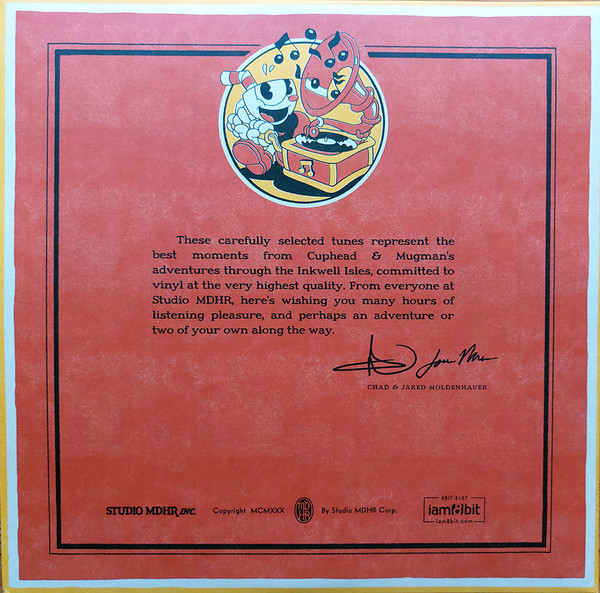 These carefully selected tunes represent the
best moments from Cuphead & Mugman's
adventures through the Inkwell Isles, committed to
vinyl at the very highest quality. From everyone at
Studio MDHR, here's wishing you many hours of
listening pleasure, and perhaps an adventure or
two of your own along the way.
CHAD & JARED MOLDENHAUER
STUDIO MDHR INC.
Copyright MCMXXX
By Studio MDHR Corp.
8BIT-8107
iam8bit
iam8bit.com